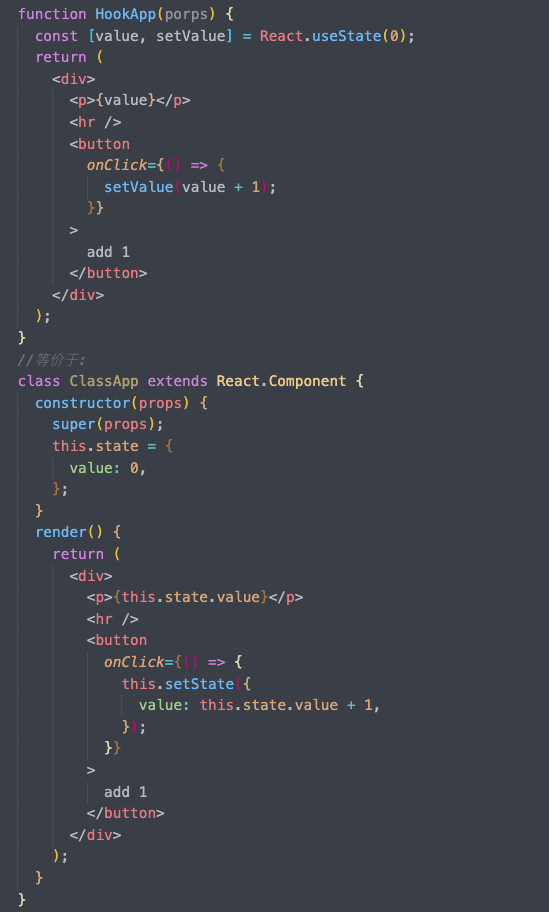 function HookApp(porps) {
  const [value, setValue] = React.useState(0);
  return (
    <div>
      <p>{value}</p>
      <hr />
      <button
        onClick={() => {
          setValue(value + 1);
        }}
      >
        add 1
      </button>
    </div>
  );
}
//等价于:
class ClassApp extends React.Component {
  constructor(props) {
    super(props);
    this.state = {
      value: 0,
    };
  }
  render() {
    return (
      <div>
        <p>{this.state.value}</p>
        <hr />
        <button
          onClick={() => {
            this.setState({
              value: this.state.value + 1,
            });
          }}
        >
          add 1
        </button>
      </div>
    );
  }
}